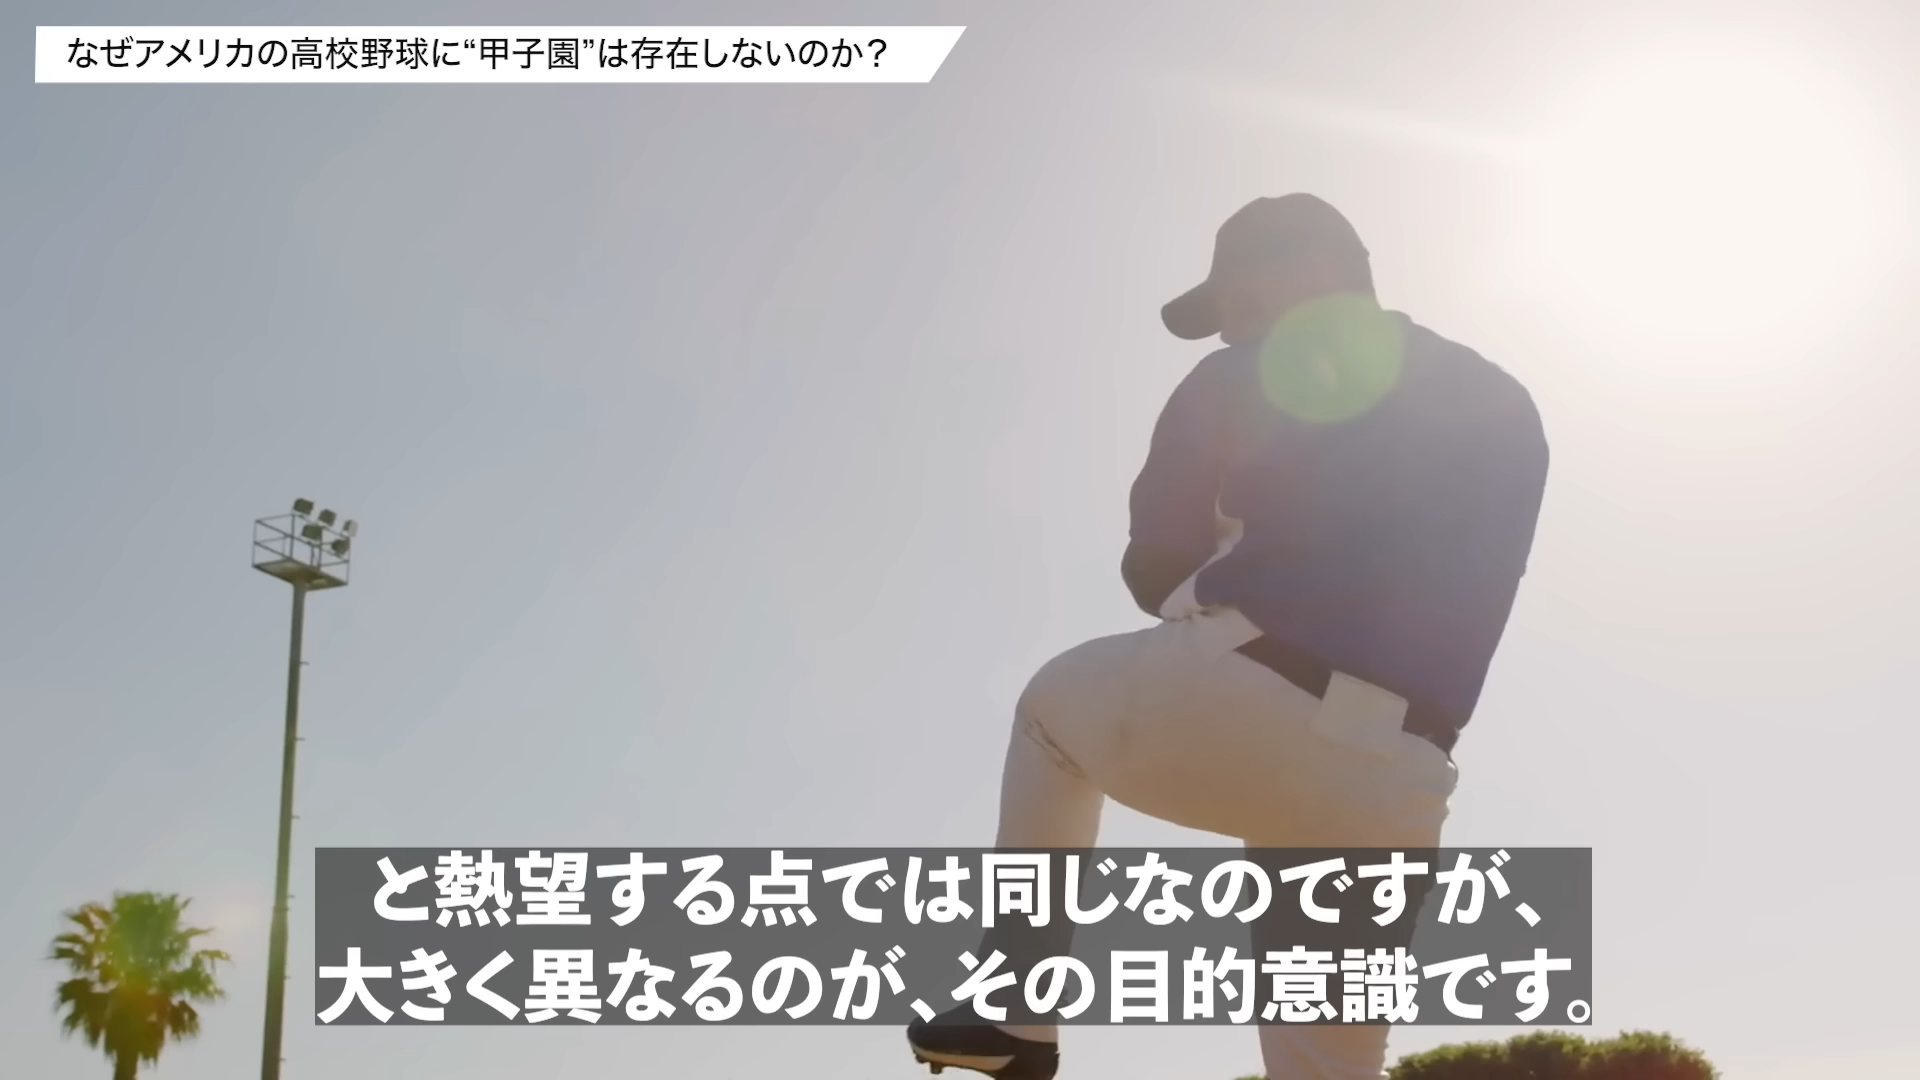 なぜアメリカの高校野球に“甲子園”は存在しないのか?
と熱望する点では同じなのですが、
大きく異なるのが、その目的意識です。